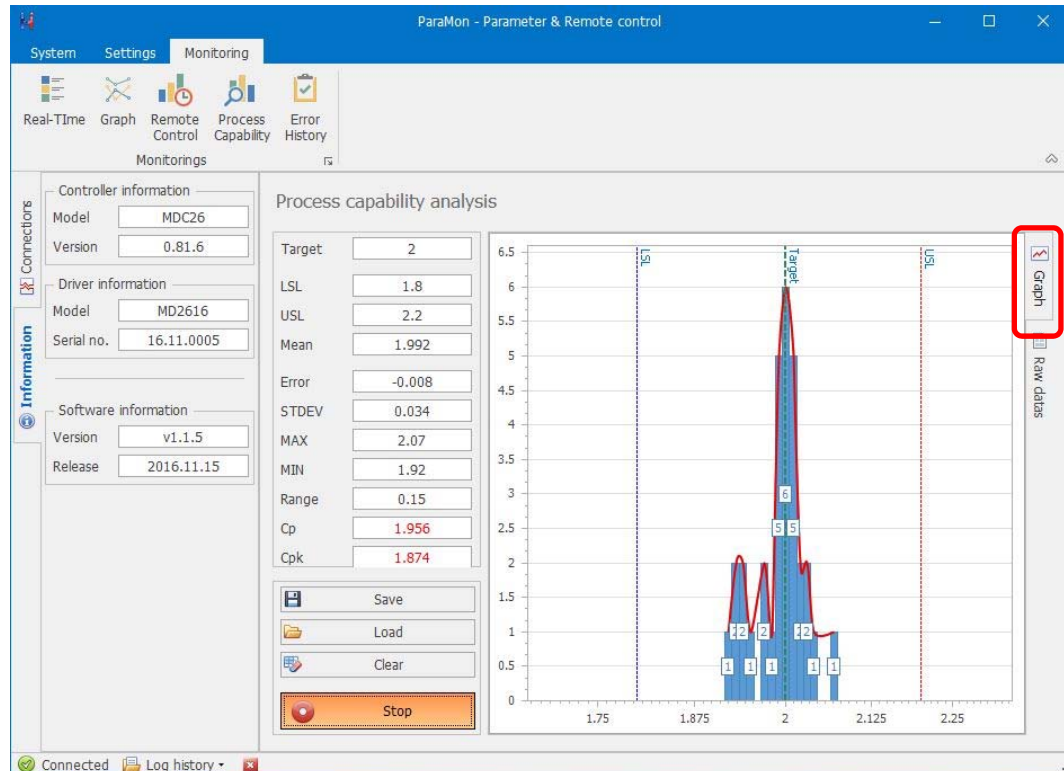 ParaMon - Parameter & Remote control
System Settings Monitoring
Real-TIme Graph Remote Control Process Capability Error History
Monitorings
Connections
Information
Controller information
Model MDC26
Version 0.81.6
Driver information
Model MD2616
Serial no. 16.11.0005
Software information
Version v1.1.5
Release 2016.11.15
Process capability analysis
Target 2
LSL 1.8
USL 2.2
Mean 1.992
Error -0.008
STDEV 0.034
MAX 2.07
MIN 1.92
Range 0.15
Cp 1.956
Cpk 1.874
Save
Load
Clear
Stop
LSL Target USL
6.5
6
5.5
5
4.5
4
3.5
3
2.5
2
1.5
1
0.5
0
6
5 5
2 2 2 2 2
1 1 1 1 1
1.75 1.875 2 2.125 2.25
Graph
Raw datas
Connected Log history